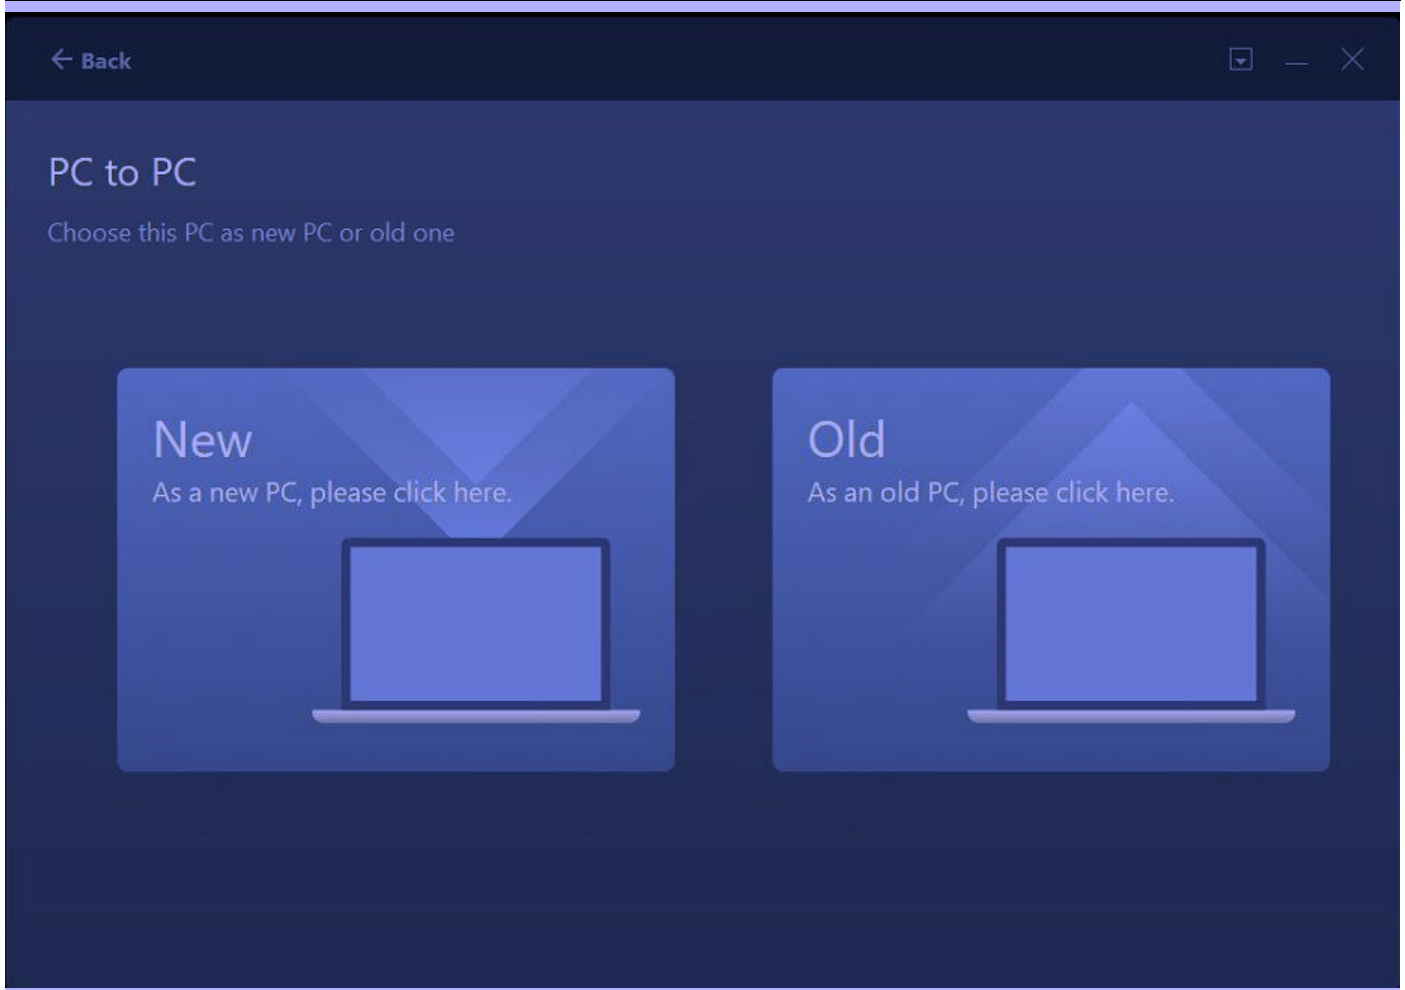 Back
PC to PC
Choose this PC as new PC or old one
New
As a new PC, please click here.
Old
As an old PC, please click here.